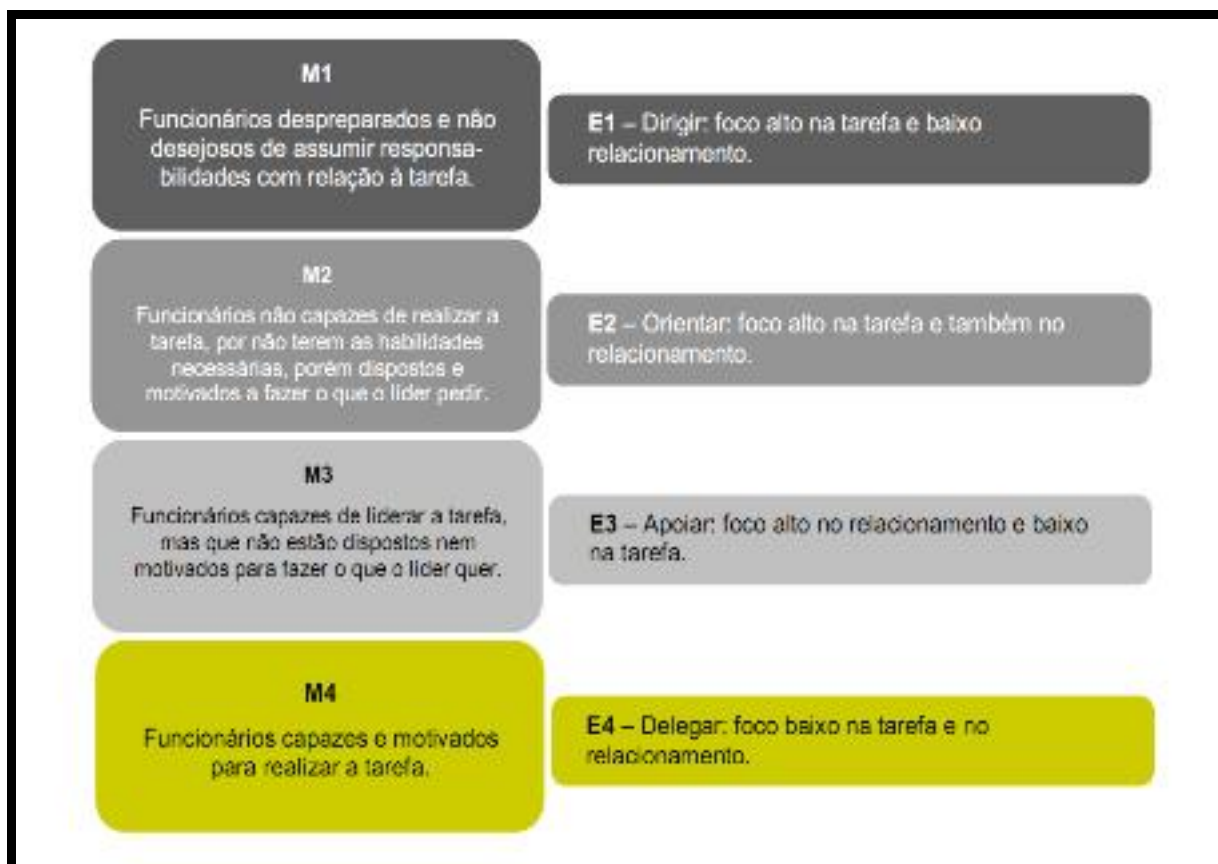 M1
Funcionários despreparados e não
desejosos de assumir responsa-
bilidades com relação à tarefa.
E1 – Dirigir: foco alto na tarefa e baixo
relacionamento.
M2
Funcionários não capazes de realizar a
tarefa, por não terem as habilidades
necessárias, porém dispostos e
motivados a fazer o que o líder pedir.
E2 – Orientar: foco alto na tarefa e também no
relacionamento.
M3
Funcionários capazes de liderar a tarefa,
mas que não estão dispostos nem
motivados para fazer o que o líder quer.
E3 – Apoiar: foco alto no relacionamento e baixo
na tarefa.
M4
Funcionários capazes e motivados
para realizar a tarefa.
E4 – Delegar: foco baixo na tarefa e no
relacionamento.